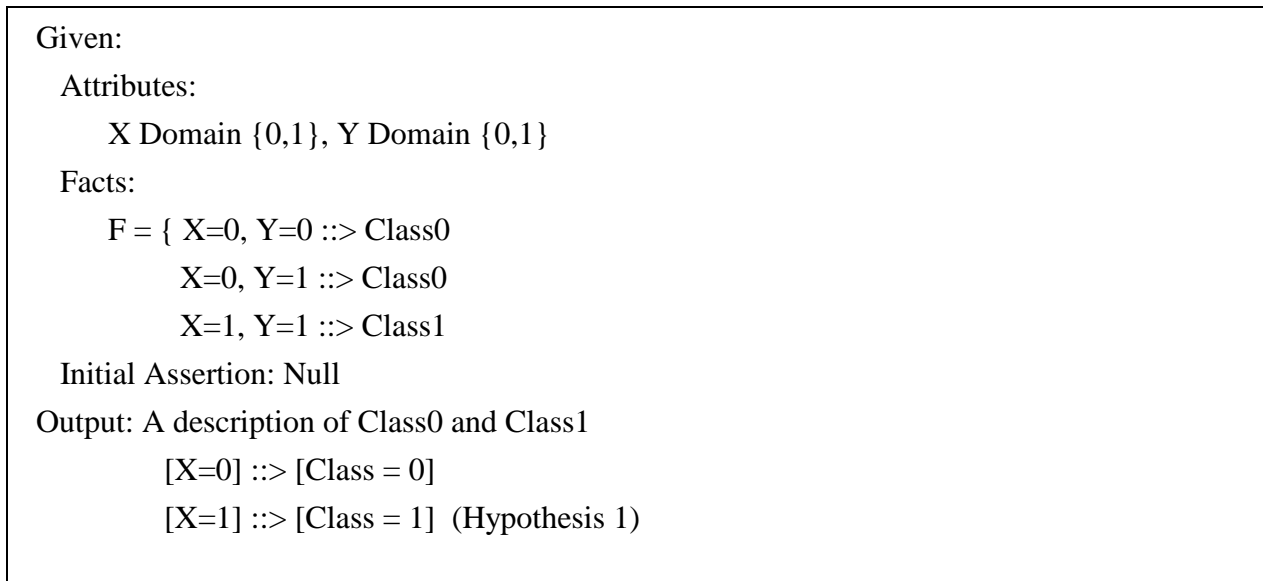 Given:
Attributes:
X Domain {0,1}, Y Domain {0,1}
Facts:
F = { X=0, Y=0 ::> Class0
X=0, Y=1 ::> Class0
X=1, Y=1 ::> Class1
Initial Assertion: Null
Output: A description of Class0 and Class1
[X=0] ::> [Class = 0]
[X=1] ::> [Class = 1] (Hypothesis 1)